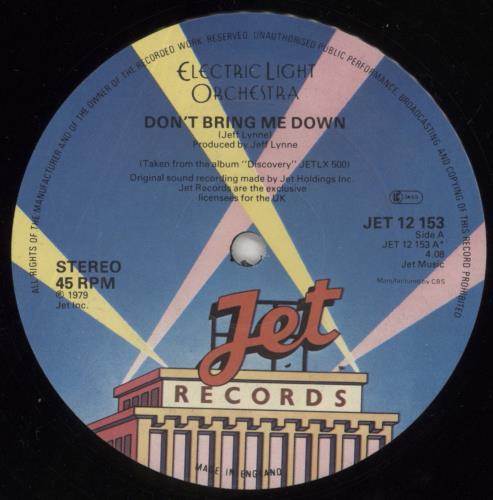 ALL RIGHTS OF THE MANUFACTURER AND OF THE OWNER OF THE RECORDED WORK RESERVED. UNAUTHORISED PUBLIC PERFORMANCE, BROADCASTING AND COPYING OF THIS RECORD PROHIBITED
ELECTRIC LIGHT
ORCHESTRA
DON'T BRING ME DOWN
(Jeff Lynne)
Produced by Jeff Lynne
(Taken from the album "Discovery" JETLX 500)
Original sound recording made by Jet Holdings Inc.
Jet Records are the exclusive
licensees for the UK
JET 12 153
Side A
JET 12 153 A*
4.08
Jet Music
Manufactured by CBS
STEREO
45 RPM
℗ 1979
Jet Inc.
Jet
RECORDS
MADE IN ENGLAND